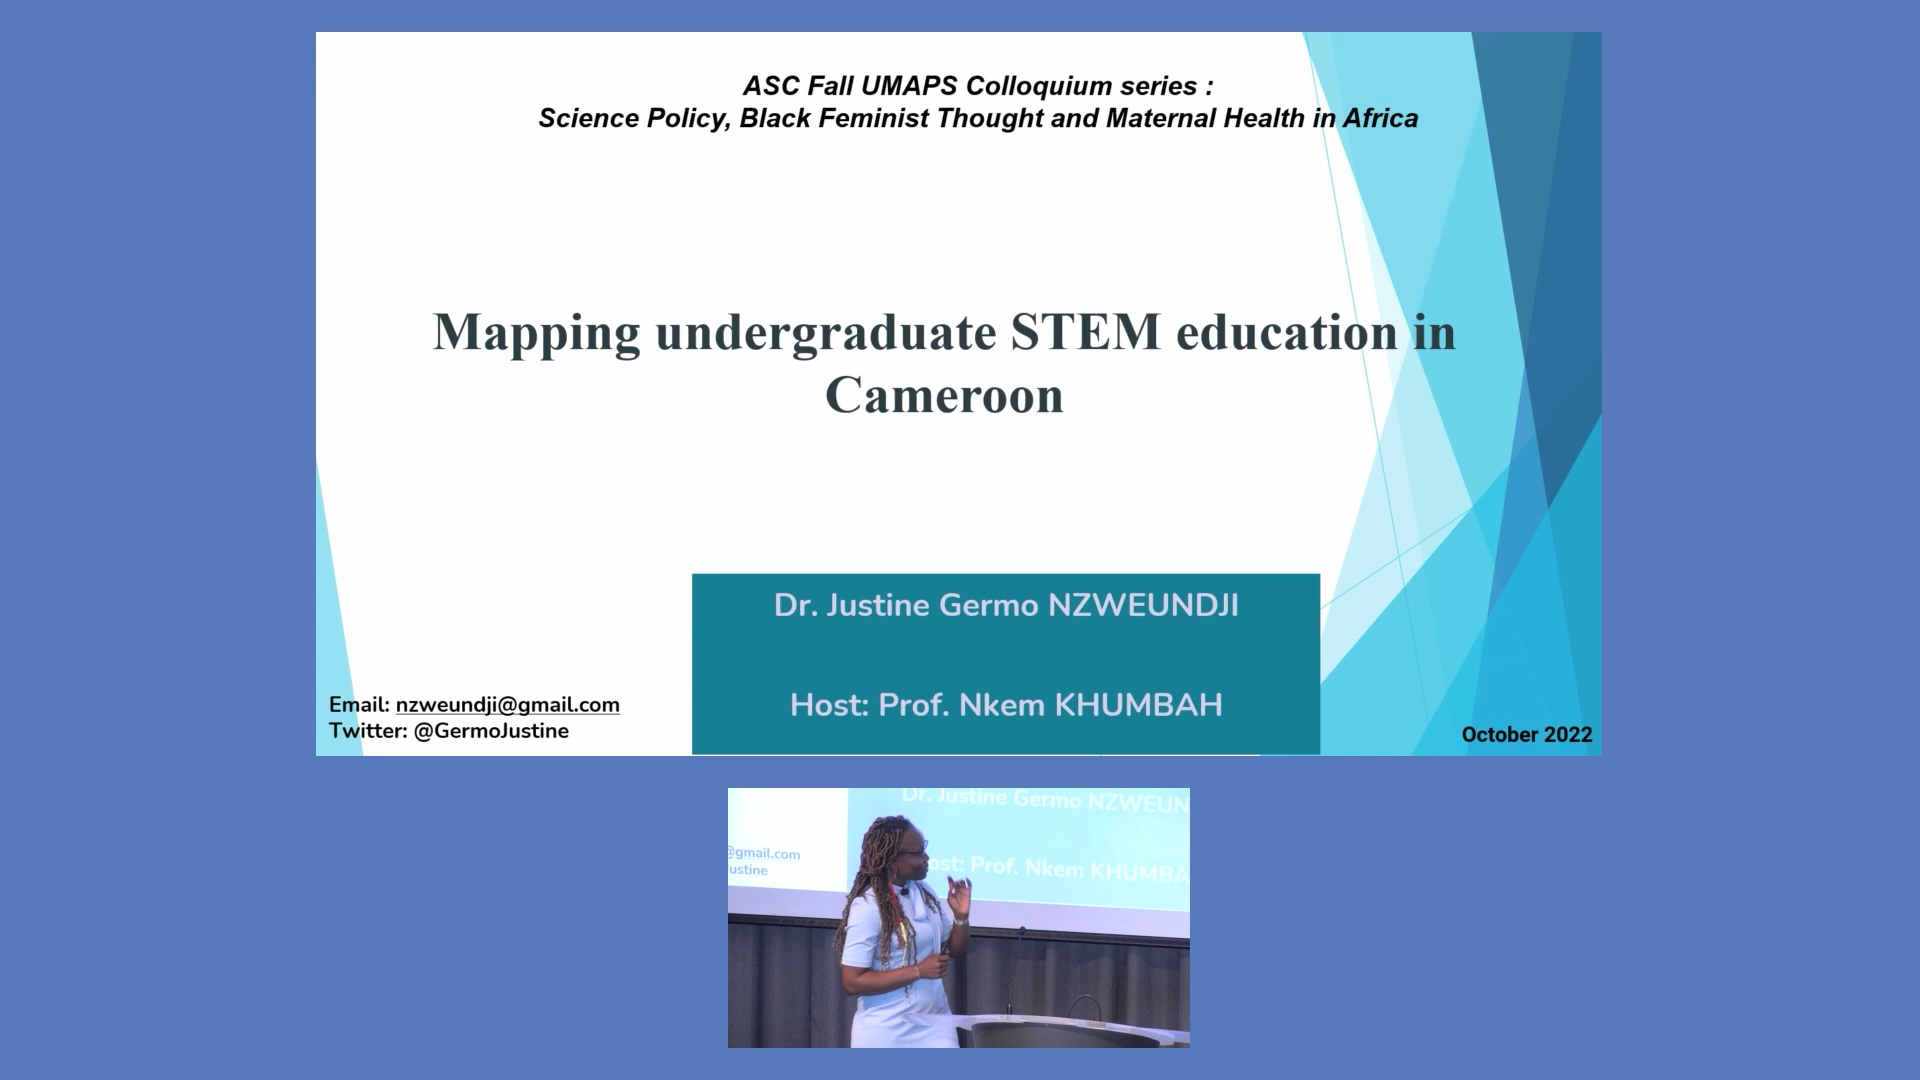 ASC Fall UMAPS Colloquium series :
Science Policy, Black Feminist Thought and Maternal Health in Africa
Mapping undergraduate STEM education in
Cameroon
Dr. Justine Germo NZWEUNDJI
Host: Prof. Nkem KHUMBAH
Email: nzweundji@gmail.com
Twitter: @GermoJustine
October 2022
Dr. Justine Germo NZWEUN
@gmail.com
ustine
ost: Prof. Nkem KHUMBA